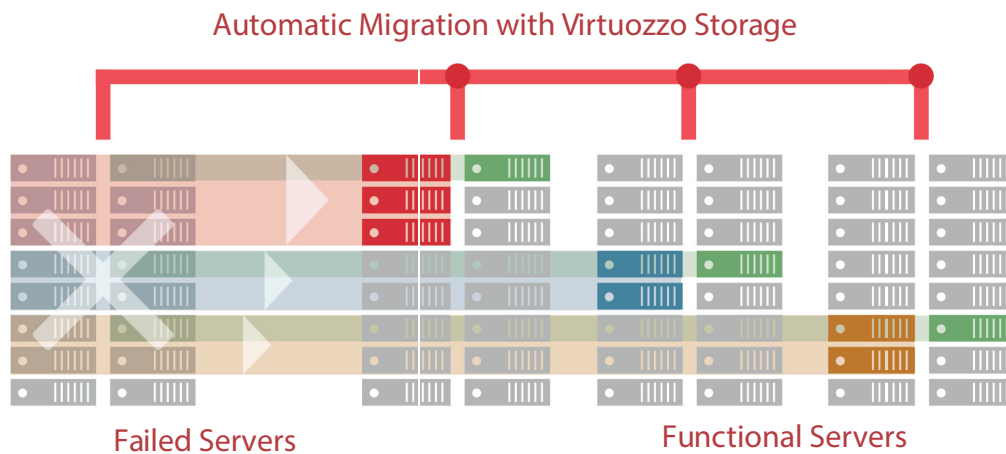 Automatic Migration with Virtuozzo Storage
Failed Servers
Functional Servers